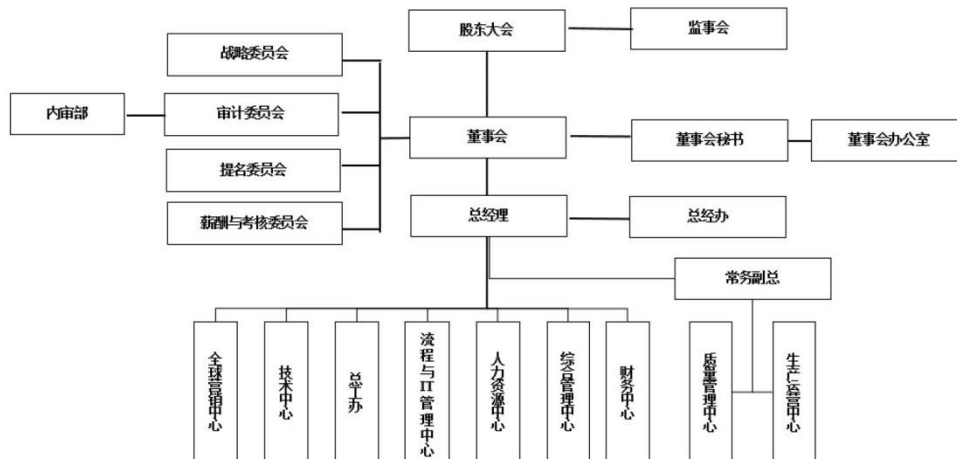 股东大会
监事会
战略委员会
内审部
审计委员会
董事会
董事会秘书
董事会办公室
提名委员会
薪酬与考核委员会
总经理
总经办
常务副总
全球营销中心
技术中心
总工办
流程与IT管理中心
人力资源中心
综合管理中心
财务中心
质量管理中心
生产运营中心